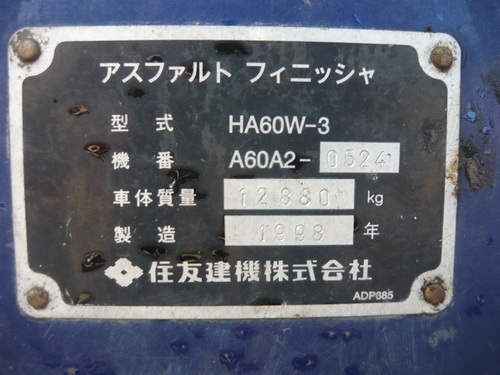 アスファルト フィニッシャ
型式 HA60W-3
機番 A60A2-0524
車体質量 12880 kg
製造 1998 年
住友建機株式会社
ADP685